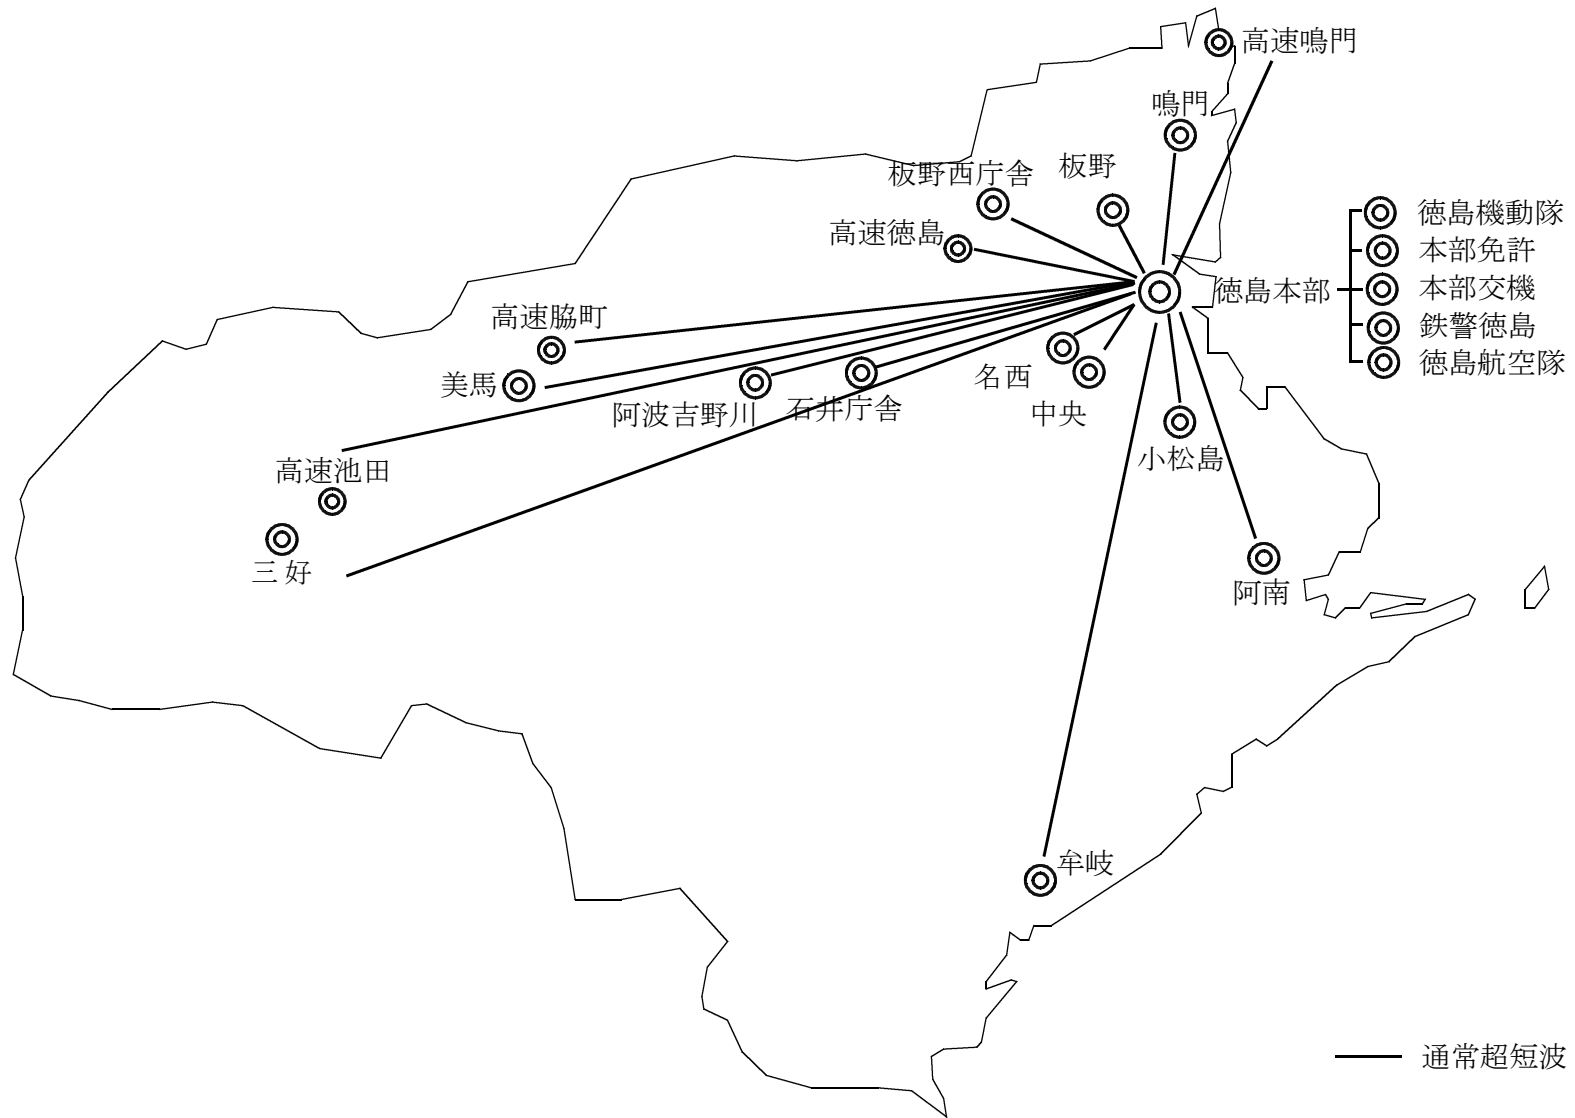 高速鳴門
鳴門
板野
板野西庁舎
高速徳島
徳島機動隊
本部免許
徳島本部
本部交機
鉄警徳島
徳島航空隊
高速脇町
美馬
阿波吉野川
石井庁舎
名西
中央
小松島
高速池田
三好
阿南
牟岐
通常超短波